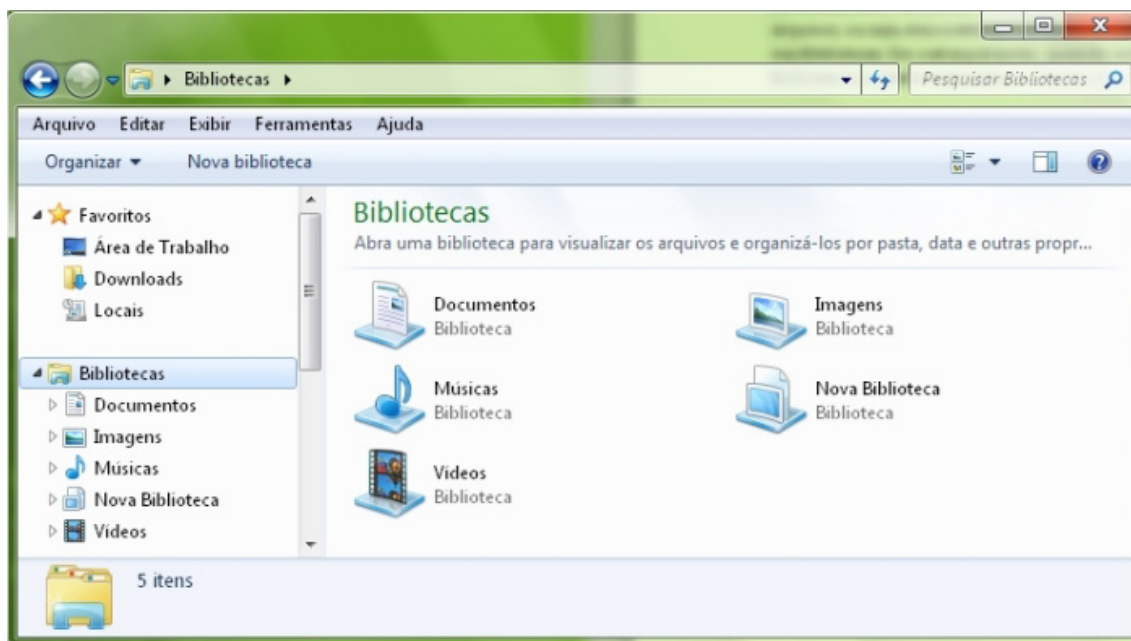 Bibliotecas
Pesquisar Bibliotecas
Arquivo Editar Exibir Ferramentas Ajuda
Organizar Nova biblioteca
Favoritos
Área de Trabalho
Downloads
Locais
Bibliotecas
Documentos
Imagens
Músicas
Nova Biblioteca
Vídeos
Bibliotecas
Abra uma biblioteca para visualizar os arquivos e organizá-los por pasta, data e outras propr...
Documentos
Biblioteca
Imagens
Biblioteca
Músicas
Biblioteca
Nova Biblioteca
Biblioteca
Vídeos
Biblioteca
5 itens